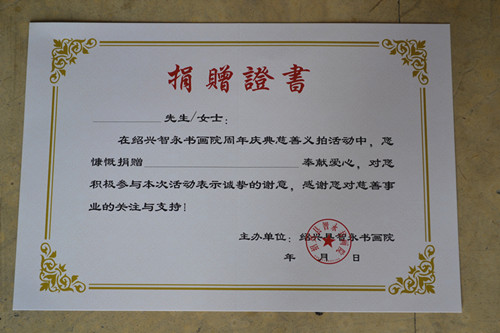 捐贈證書
先生/女士：
在绍兴智永书画院周年庆典慈善义拍活动中，您
慷慨捐赠 奉献爱心，对您
积极参与本次活动表示诚挚的谢意，感谢您对慈善事
业的关注与支持！
主办单位：绍兴县智永书画院
年 月 日